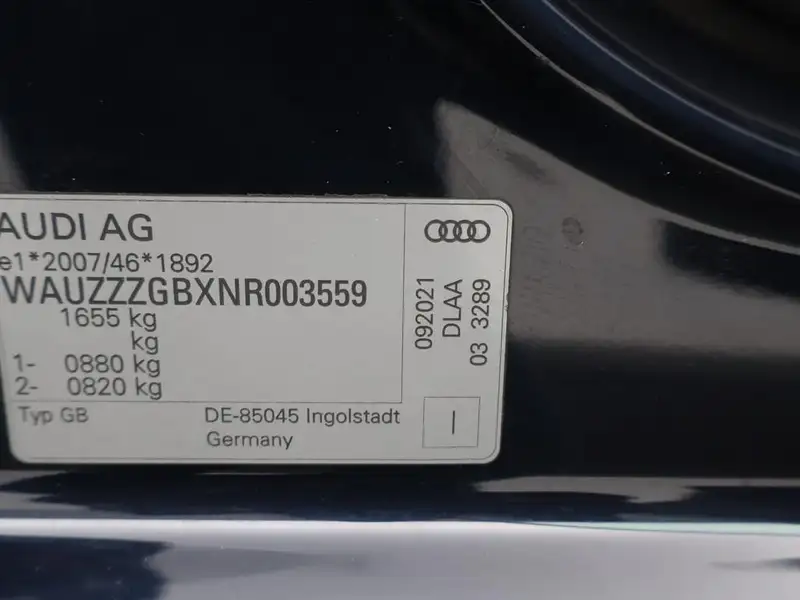 AUDI AG
e1*2007/46*1892
WAUZZZGBXNR003559
1655 kg
kg
1- 0880 kg
2- 0820 kg
Typ GB
DE-85045 Ingolstadt
Germany
092021
DLAA
03 3289
I